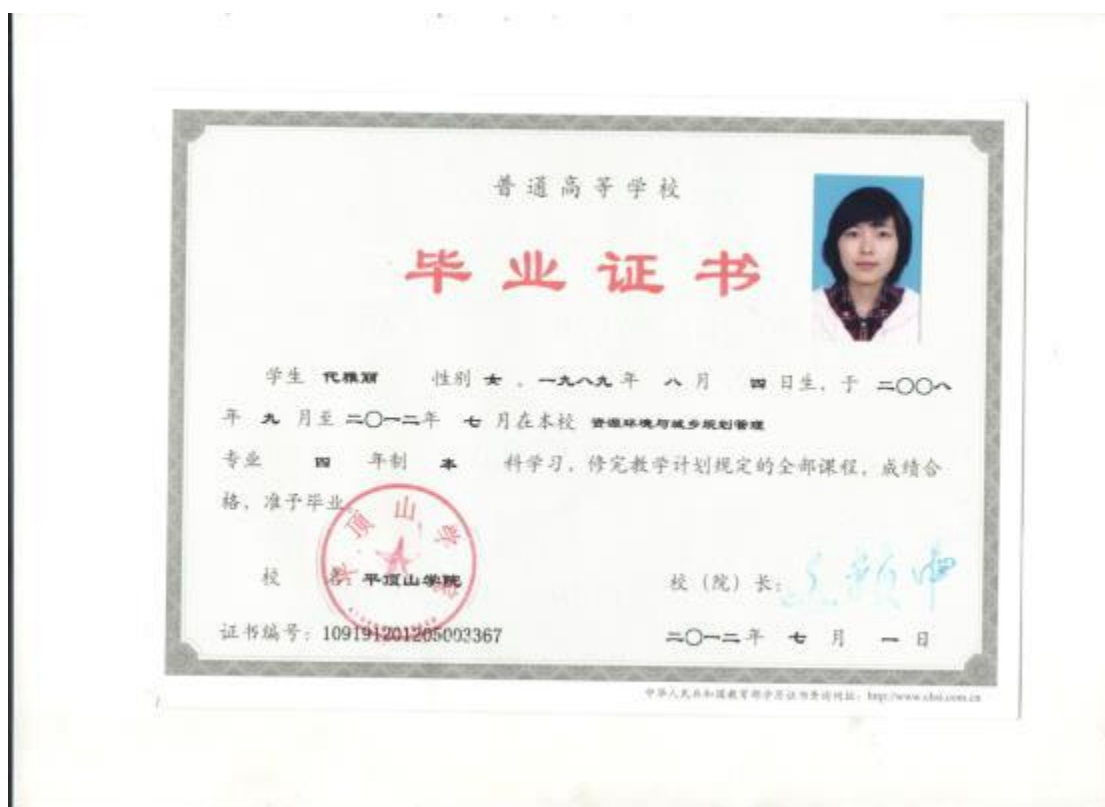 普通高等学校
毕业证书
学生 代雅丽 性别 女 , 一九八九 年 八 月 四 日生, 于 二〇〇八
年 九 月至 二〇一二 年 七 月在本校 资源环境与城乡规划管理
专业 四 年制 本 科学习, 修完教学计划规定的全部课程, 成绩合
格, 准予毕业
平顶山学院
校 名: 平顶山学院
校 (院) 长:
证书编号: 109191201205003367
二〇一二 年 七 月 一 日
中华人民共和国教育部学历证书查询网址: http://www.chsi.com.cn